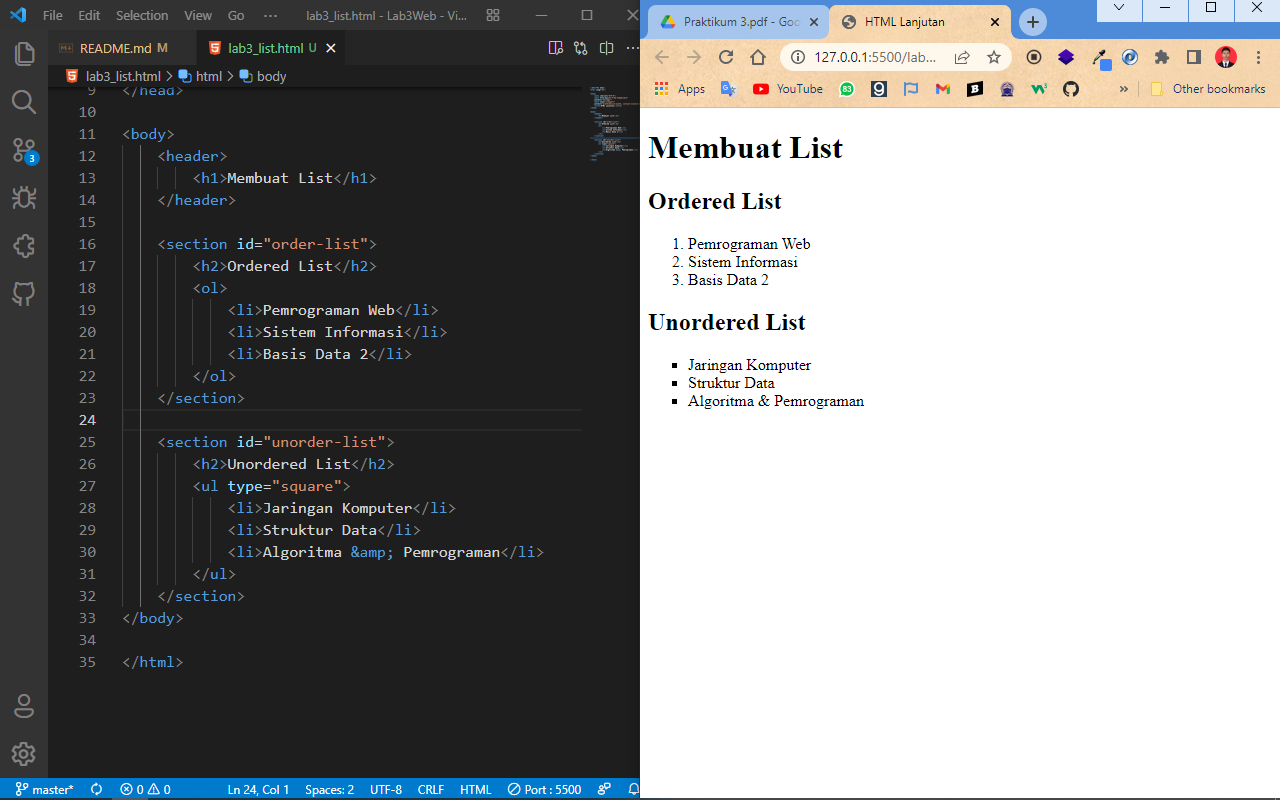 File Edit Selection View Go ··· lab3_list.html - Lab3Web - Vi...
README.md M lab3_list.html U
lab3_list.html > html > body
9 </head>
10
11 <body>
12 <header>
13 <h1>Membuat List</h1>
14 </header>
15
16 <section id="order-list">
17 <h2>Ordered List</h2>
18 <ol>
19 <li>Pemrograman Web</li>
20 <li>Sistem Informasi</li>
21 <li>Basis Data 2</li>
22 </ol>
23 </section>
24
25 <section id="unorder-list">
26 <h2>Unordered List</h2>
27 <ul type="square">
28 <li>Jaringan Komputer</li>
29 <li>Struktur Data</li>
30 <li>Algoritma &amp; Pemrograman</li>
31 </ul>
32 </section>
33 </body>
34
35 </html>
3
master* 0 0 Ln 24, Col 1 Spaces: 2 UTF-8 CRLF HTML Port : 5500
Praktikum 3.pdf - Goo HTML Lanjutan
127.0.0.1:5500/lab...
Apps YouTube 83 » Other bookmarks
Membuat List
Ordered List
1. Pemrograman Web
2. Sistem Informasi
3. Basis Data 2
Unordered List
▪ Jaringan Komputer
▪ Struktur Data
▪ Algoritma & Pemrograman